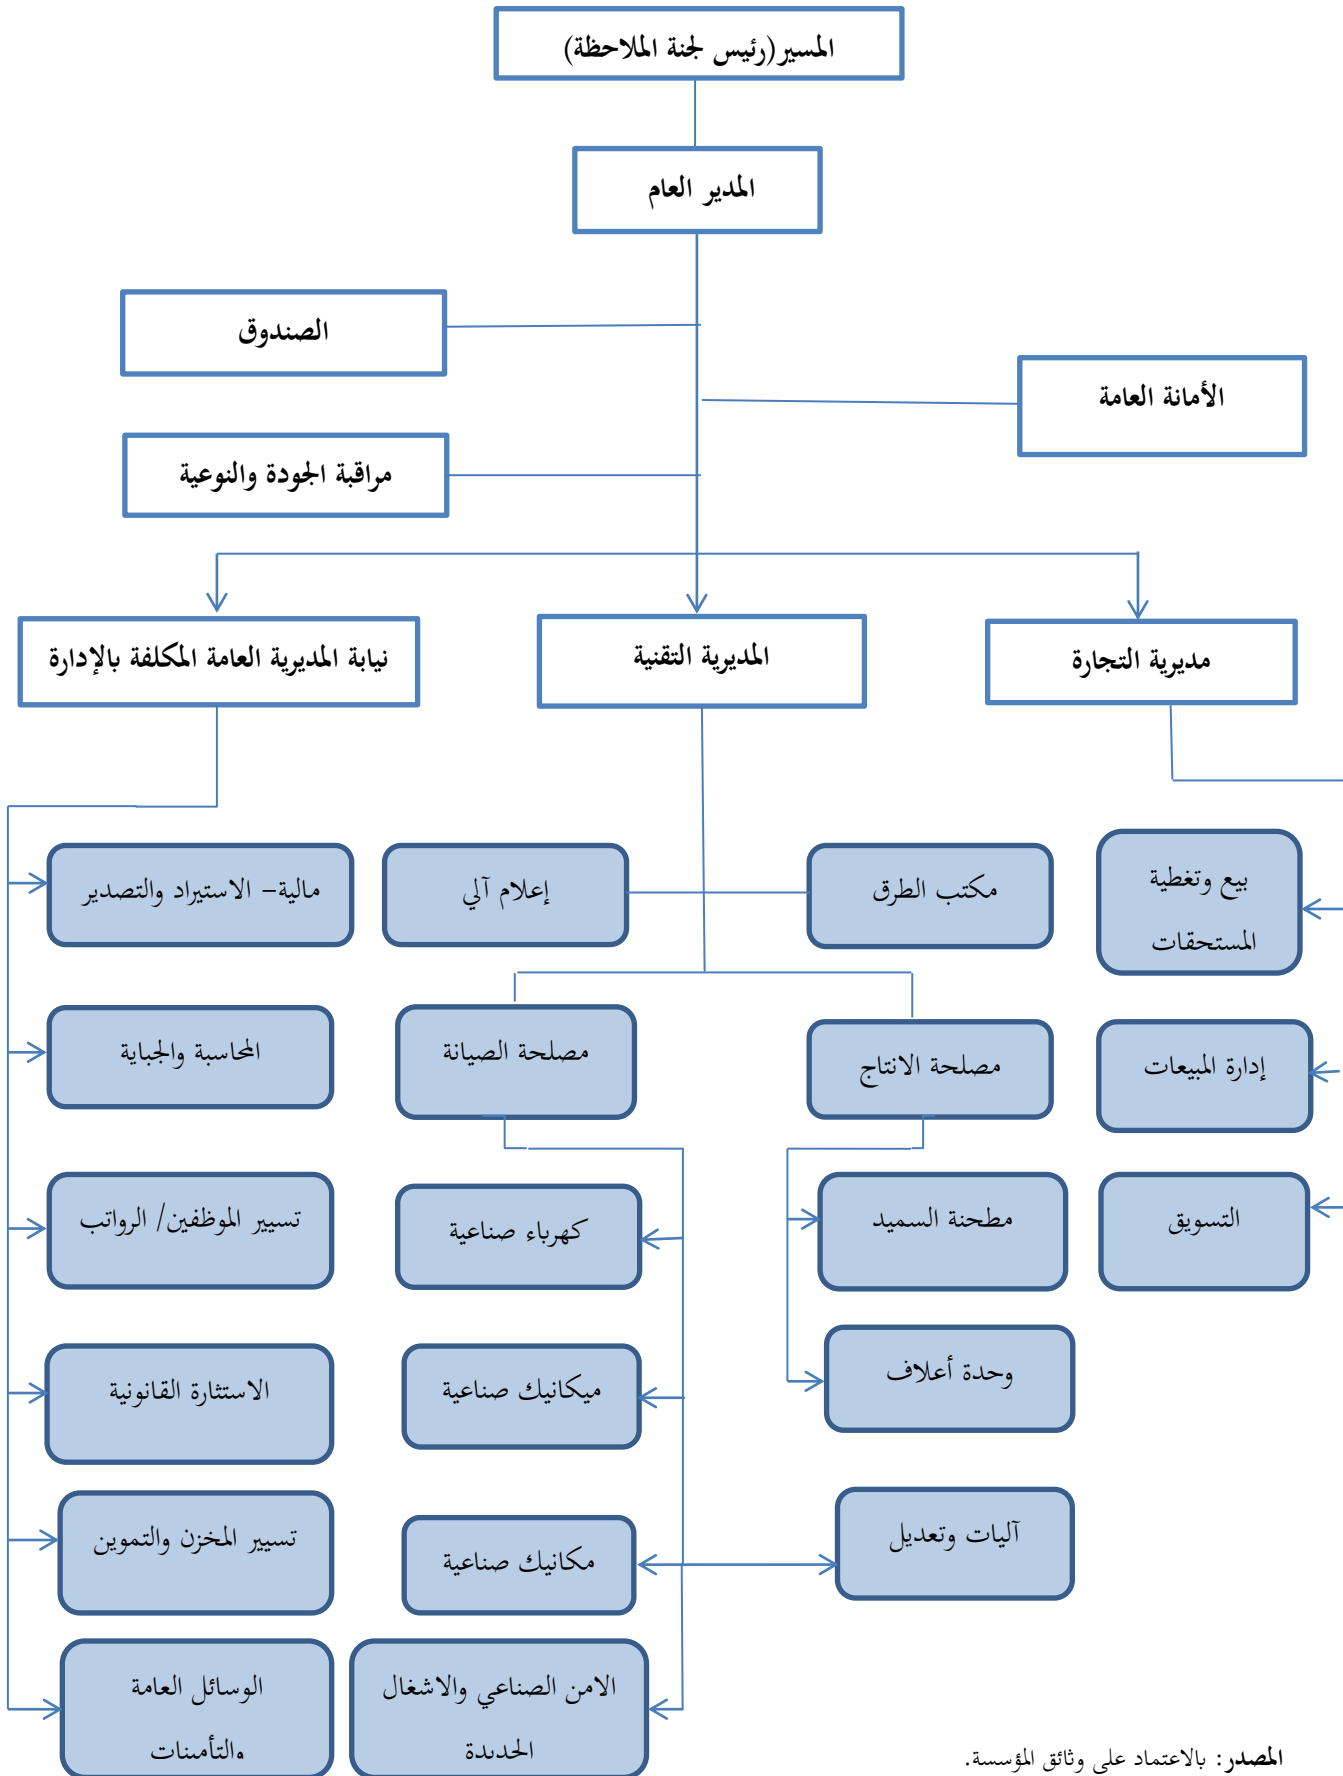 المسير(رئيس لجنة الملاحظة)
المدير العام
الصندوق
الأمانة العامة
مراقبة الجودة والنوعية
مديرية التجارة
المديرية التقنية
نيابة المديرية العامة المكلفة بالإدارة
بيع وتغطية
المستحقات
مكتب الطرق
إعلام آلي
مالية- الاستيراد والتصدير
إدارة المبيعات
مصلحة الانتاج
مصلحة الصيانة
المحاسبة والجباية
التسويق
مطحنة السميد
كهرباء صناعية
تسيير الموظفين/ الرواتب
وحدة أعلاف
ميكانيك صناعية
الاستثارة القانونية
آليات وتعديل
مكانيك صناعية
تسيير المخزن والتموين
الامن الصناعي والاشغال
الحديدة
الوسائل العامة
والتأمينات
المصدر: بالاعتماد على وثائق المؤسسة.